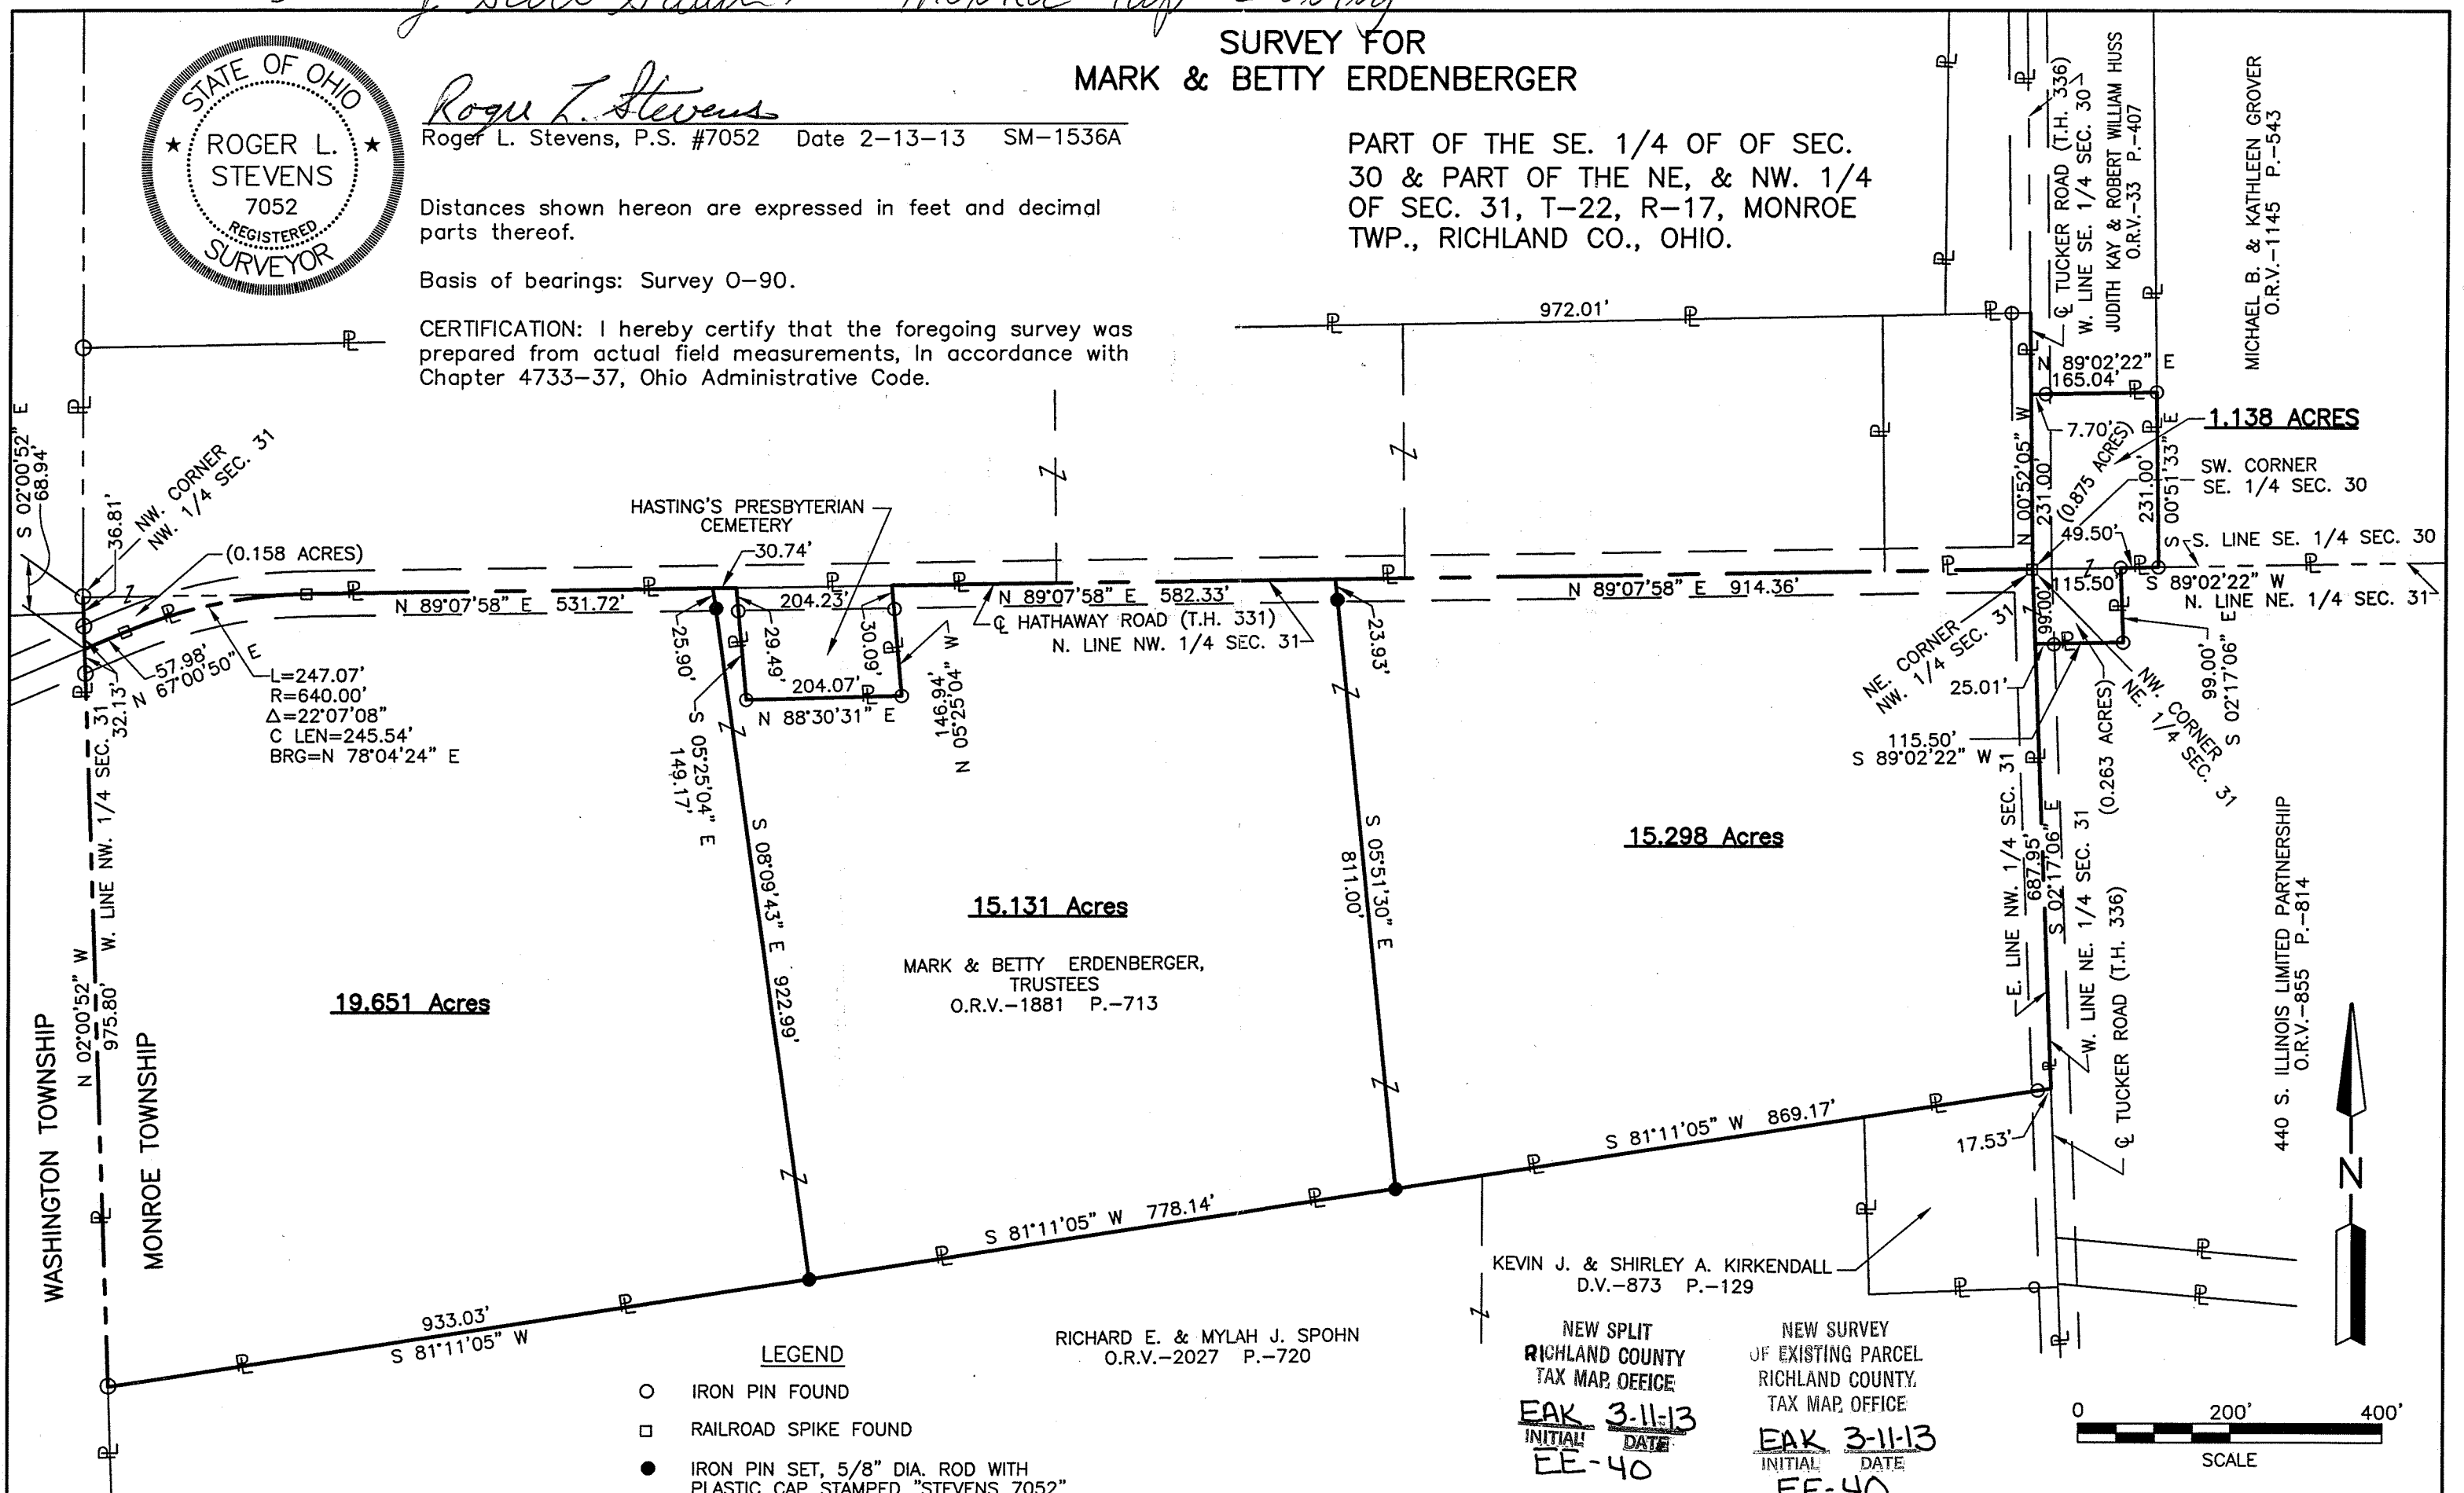 SURVEY FOR
MARK & BETTY ERDENBERGER
STATE OF OHIO
★ ROGER L. ★
STEVENS
7052
REGISTERED
SURVEYOR
Roger L. Stevens
Roger L. Stevens, P.S. #7052 Date 2-13-13 SM-1536A
Distances shown hereon are expressed in feet and decimal
parts thereof.
Basis of bearings: Survey O-90.
CERTIFICATION: I hereby certify that the foregoing survey was
prepared from actual field measurements, In accordance with
Chapter 4733-37, Ohio Administrative Code.
PART OF THE SE. 1/4 OF OF SEC.
30 & PART OF THE NE, & NW. 1/4
OF SEC. 31, T-22, R-17, MONROE
TWP., RICHLAND CO., OHIO.
℄ TUCKER ROAD (T.H. 336)
W. LINE SE. 1/4 SEC. 30
JUDITH KAY & ROBERT WILLIAM HUSS
O.R.V.-33 P.-407
MICHAEL B. & KATHLEEN GROVER
O.R.V.-1145 P.-543
972.01'
N 89°02'22" E
165.04'
1.138 ACRES
7.70'
(0.875 ACRES)
N 00°52'05" W
231.00'
231.00'
S 00°51'33" E
SW. CORNER
SE. 1/4 SEC. 30
49.50'
S. LINE SE. 1/4 SEC. 30
115.50'
S 89°02'22" W
N. LINE NE. 1/4 SEC. 31
99.00'
99.00'
S 02°17'06" E
NE. CORNER
NW. 1/4 SEC. 31
25.01'
NW. CORNER
NE. 1/4 SEC. 31
115.50'
S 89°02'22" W
(0.263 ACRES)
S 02°00'52" E
68.94'
36.81'
NW. CORNER
NW. 1/4 SEC. 31
(0.158 ACRES)
57.98'
N 67°00'50" E
32.13'
L=247.07'
R=640.00'
Δ=22°07'08"
C LEN=245.54'
BRG=N 78°04'24" E
N 89°07'58" E 531.72'
HASTING'S PRESBYTERIAN
CEMETERY
30.74'
204.23'
25.90'
29.49'
30.09'
204.07'
N 88°30'31" E
S 05°25'04" E
149.17'
N 05°25'04" W
146.94'
N 89°07'58" E 582.33'
℄ HATHAWAY ROAD (T.H. 331)
N. LINE NW. 1/4 SEC. 31
23.93'
N 89°07'58" E 914.36'
W. LINE NW. 1/4 SEC. 31
N 02°00'52" W
975.80'
WASHINGTON TOWNSHIP
MONROE TOWNSHIP
19.651 Acres
S 08°09'43" E 922.99'
15.131 Acres
MARK & BETTY ERDENBERGER,
TRUSTEES
O.R.V.-1881 P.-713
S 05°51'30" E
811.00'
15.298 Acres
E. LINE NW. 1/4 SEC. 31
687.95'
S 02°17'06" E
W. LINE NE. 1/4 SEC. 31
℄ TUCKER ROAD (T.H. 336)
440 S. ILLINOIS LIMITED PARTNERSHIP
O.R.V.-855 P.-814
S 81°11'05" W 869.17'
17.53'
S 81°11'05" W 778.14'
933.03'
S 81°11'05" W
KEVIN J. & SHIRLEY A. KIRKENDALL
D.V.-873 P.-129
RICHARD E. & MYLAH J. SPOHN
O.R.V.-2027 P.-720
N
LEGEND
○ IRON PIN FOUND
□ RAILROAD SPIKE FOUND
● IRON PIN SET, 5/8" DIA. ROD WITH
PLASTIC CAP STAMPED "STEVENS 7052"
NEW SPLIT
RICHLAND COUNTY
TAX MAP OFFICE
EAK 3-11-13
INITIAL DATE
EE-40
NEW SURVEY
OF EXISTING PARCEL
RICHLAND COUNTY
TAX MAP OFFICE
EAK 3-11-13
INITIAL DATE
EE-40
0 200' 400'
SCALE